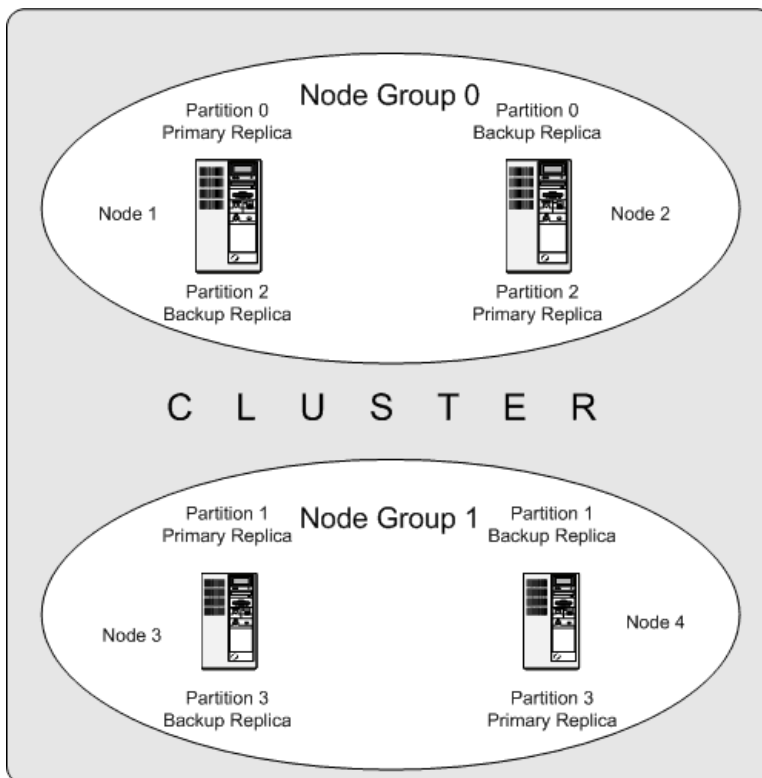 Node Group 0
Partition 0
Primary Replica
Partition 0
Backup Replica
Node 1
Node 2
Partition 2
Backup Replica
Partition 2
Primary Replica
C L U S T E R
Node Group 1
Partition 1
Primary Replica
Partition 1
Backup Replica
Node 3
Node 4
Partition 3
Backup Replica
Partition 3
Primary Replica